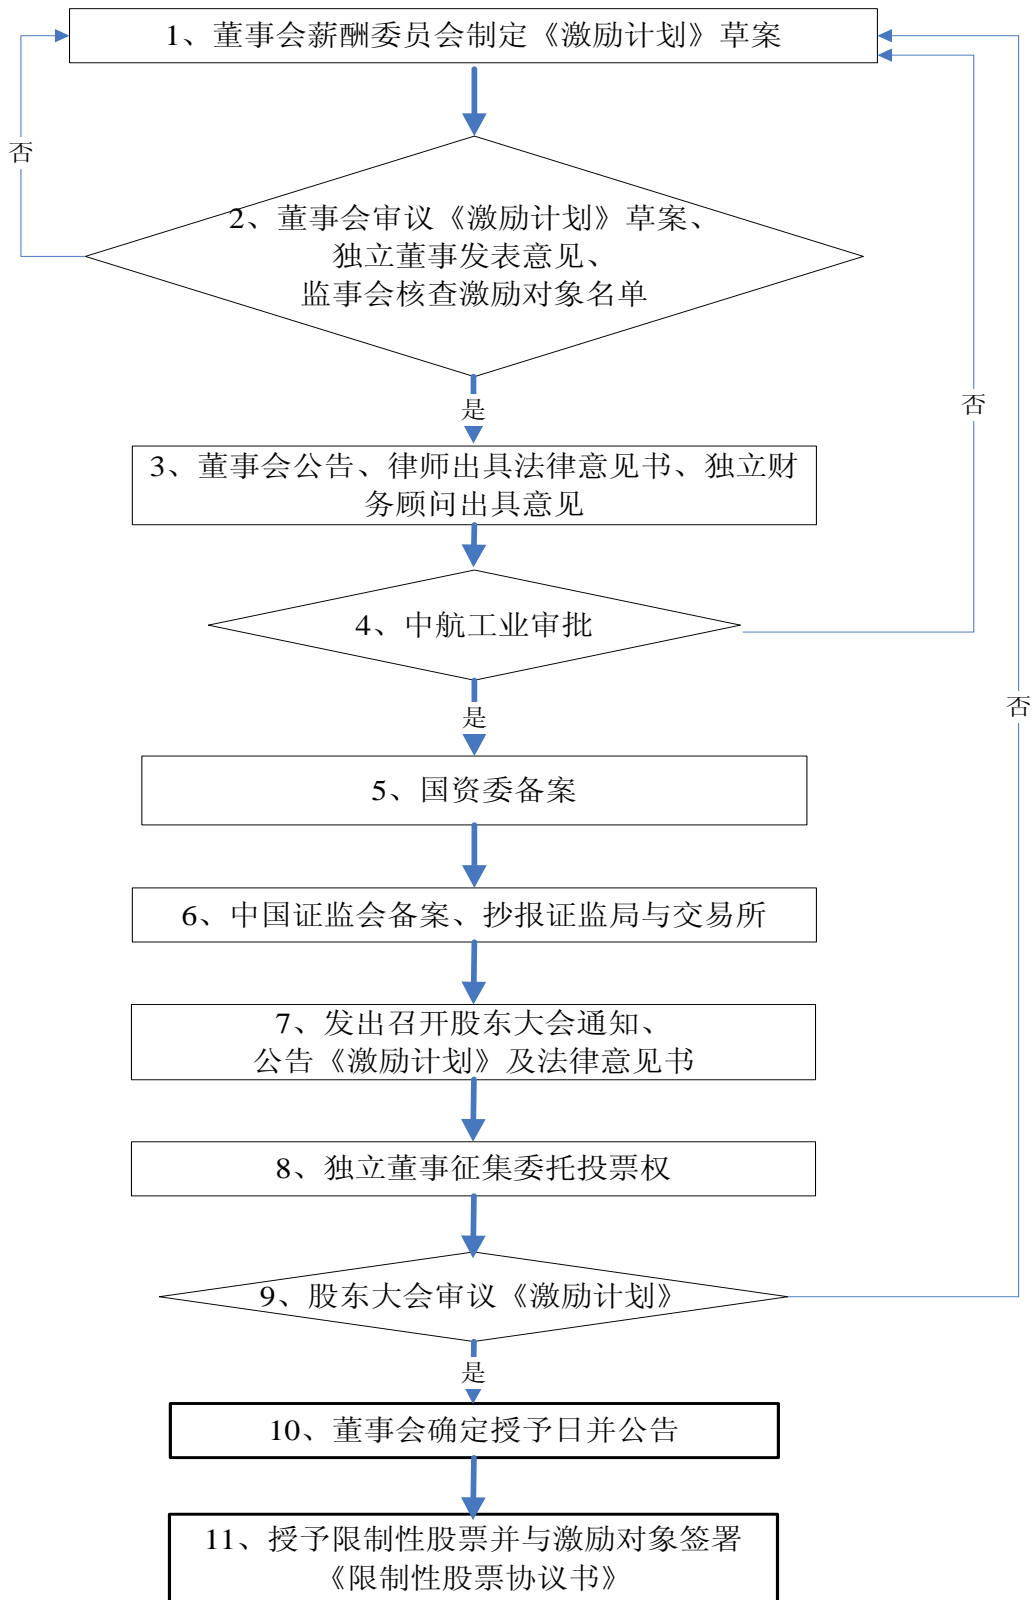 1、董事会薪酬委员会制定《激励计划》草案
否
2、董事会审议《激励计划》草案、
独立董事发表意见、
监事会核查激励对象名单
是
否
3、董事会公告、律师出具法律意见书、独立财
务顾问出具意见
4、中航工业审批
是
否
5、国资委备案
6、中国证监会备案、抄报证监局与交易所
7、发出召开股东大会通知、
公告《激励计划》及法律意见书
8、独立董事征集委托投票权
9、股东大会审议《激励计划》
是
10、董事会确定授予日并公告
11、授予限制性股票并与激励对象签署
《限制性股票协议书》